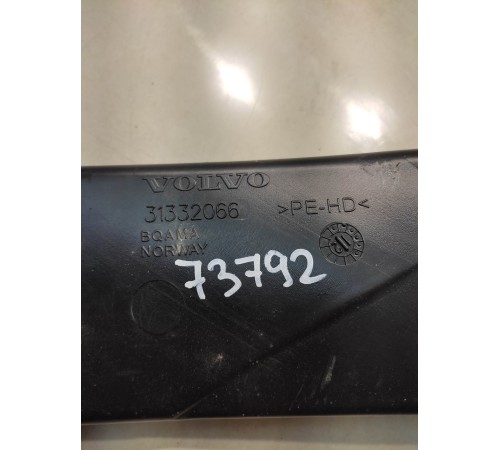 VOLVO
31332066 >PE-HD<
BQAMA
NORWAY
73792